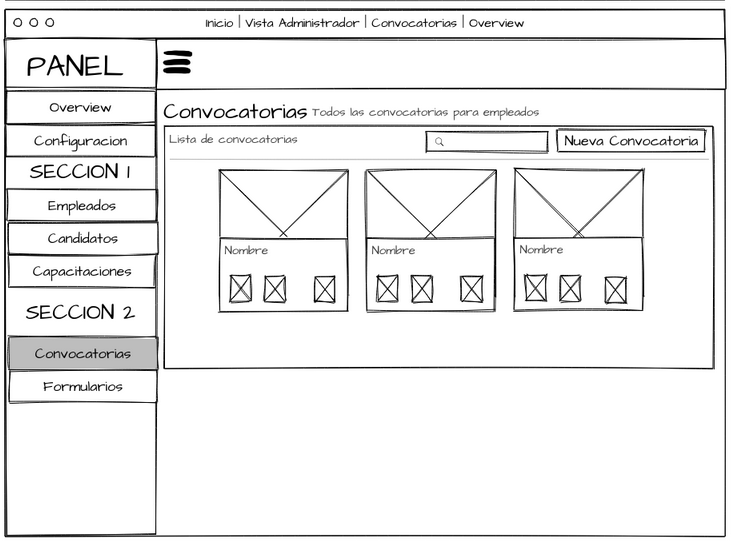 Inicio | Vista Administrador | Convocatorias | Overview
PANEL
Overview
Configuracion
SECCION 1
Empleados
Candidatos
Capacitaciones
SECCION 2
Convocatorias
Formularios
Convocatorias Todos las convocatorias para empleados
Lista de convocatorias
Nueva Convocatoria
Nombre
Nombre
Nombre